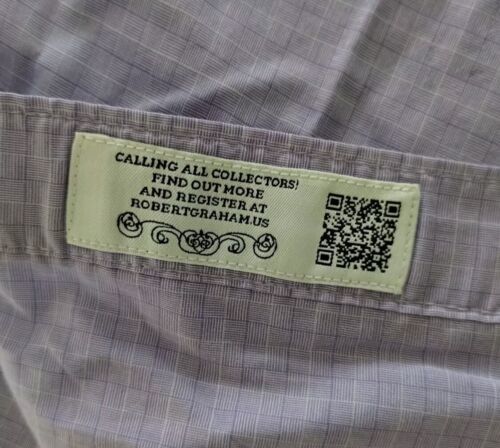 CALLING ALL COLLECTORS!
FIND OUT MORE
AND REGISTER AT
ROBERTGRAHAM.US